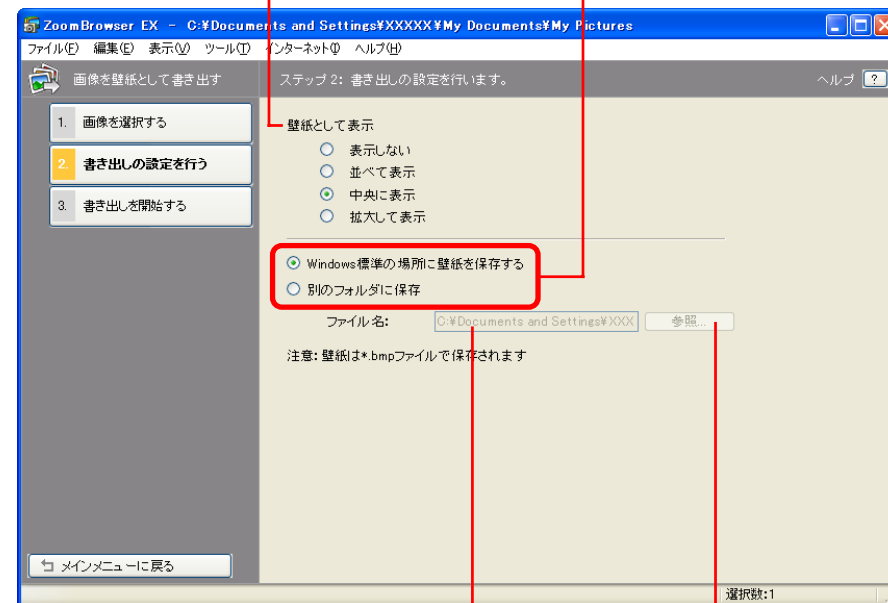 ZoomBrowser EX - C:¥Documents and Settings¥XXXXX¥My Documents¥My Pictures
ファイル(F) 編集(E) 表示(V) ツール(T) インターネット(I) ヘルプ(H)
画像を壁紙として書き出す ステップ2: 書き出しの設定を行います。 ヘルプ ?
1. 画像を選択する
2. 書き出しの設定を行う
3. 書き出しを開始する
壁紙として表示
表示しない
並べて表示
中央に表示
拡大して表示
Windows標準の場所に壁紙を保存する
別のフォルダに保存
ファイル名: C:¥Documents and Settings¥XXX 参照...
注意: 壁紙は*.bmpファイルで保存されます
メインメニューに戻る
選択数:1